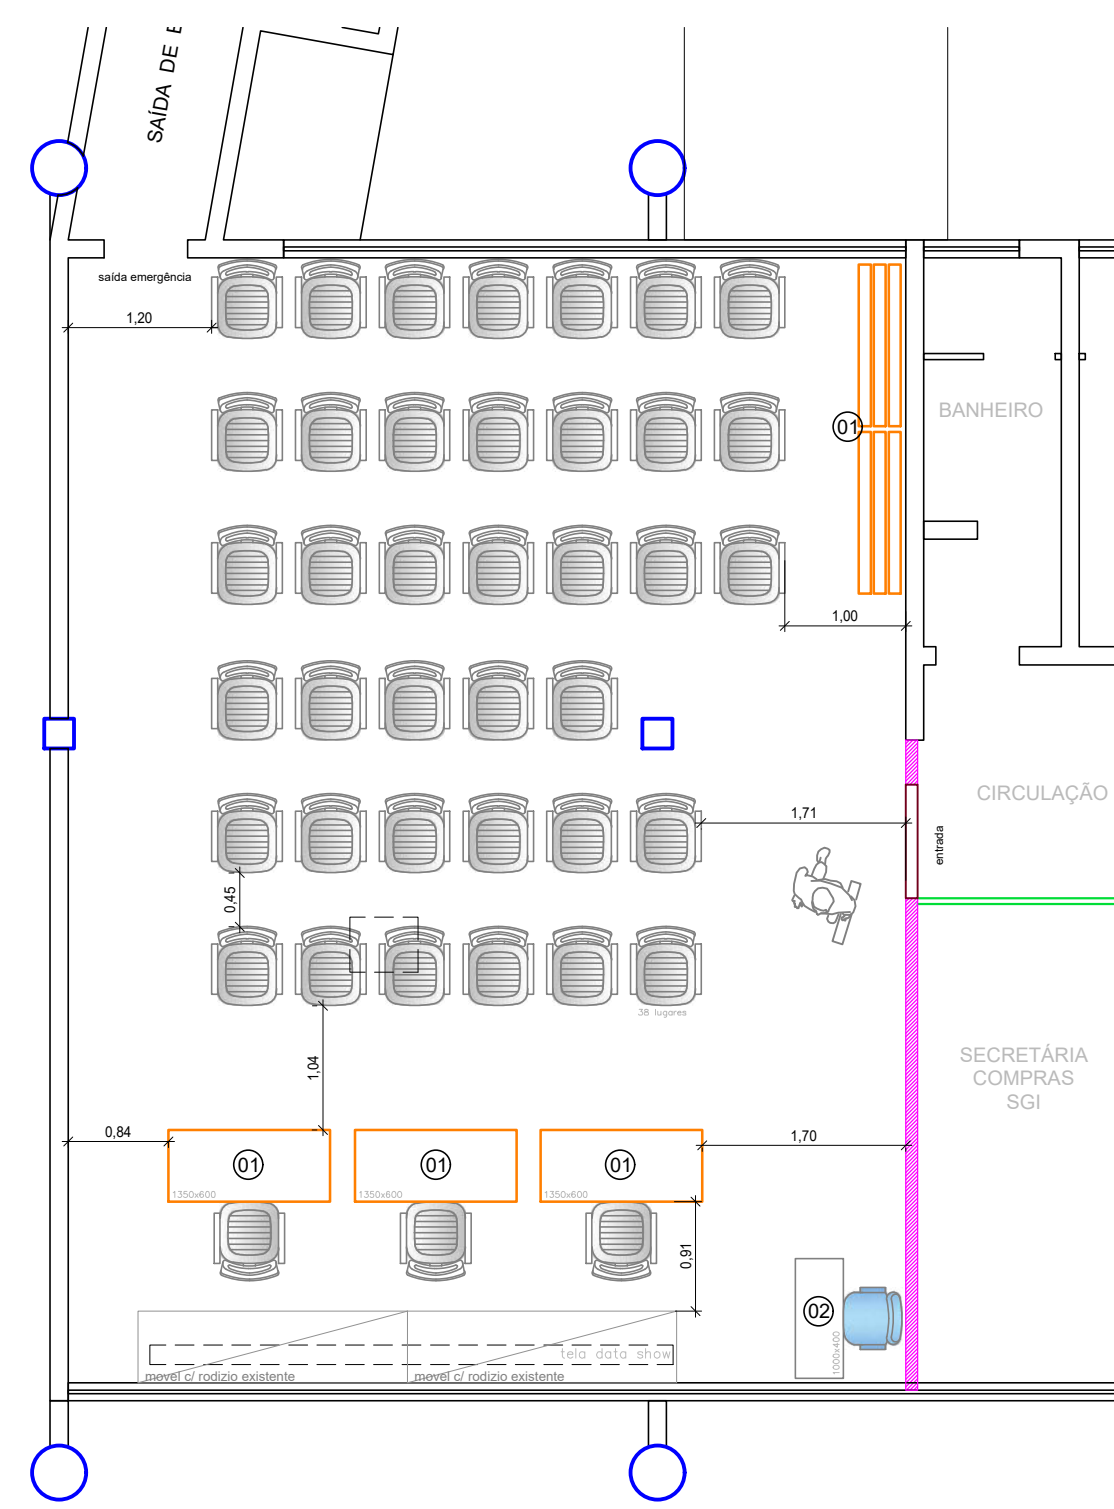 SAÍDA DE E
saída emergência
1,20
01
BANHEIRO
1,00
1,71
CIRCULAÇÃO
entrada
0,45
38 lugares
1,04
SECRETÁRIA
COMPRAS
SGI
0,84
1,70
01
01
01
1350x600
1350x600
1350x600
0,91
02
1000x400
tela data show
movel c/ rodizio existente
movel c/ rodizio existente